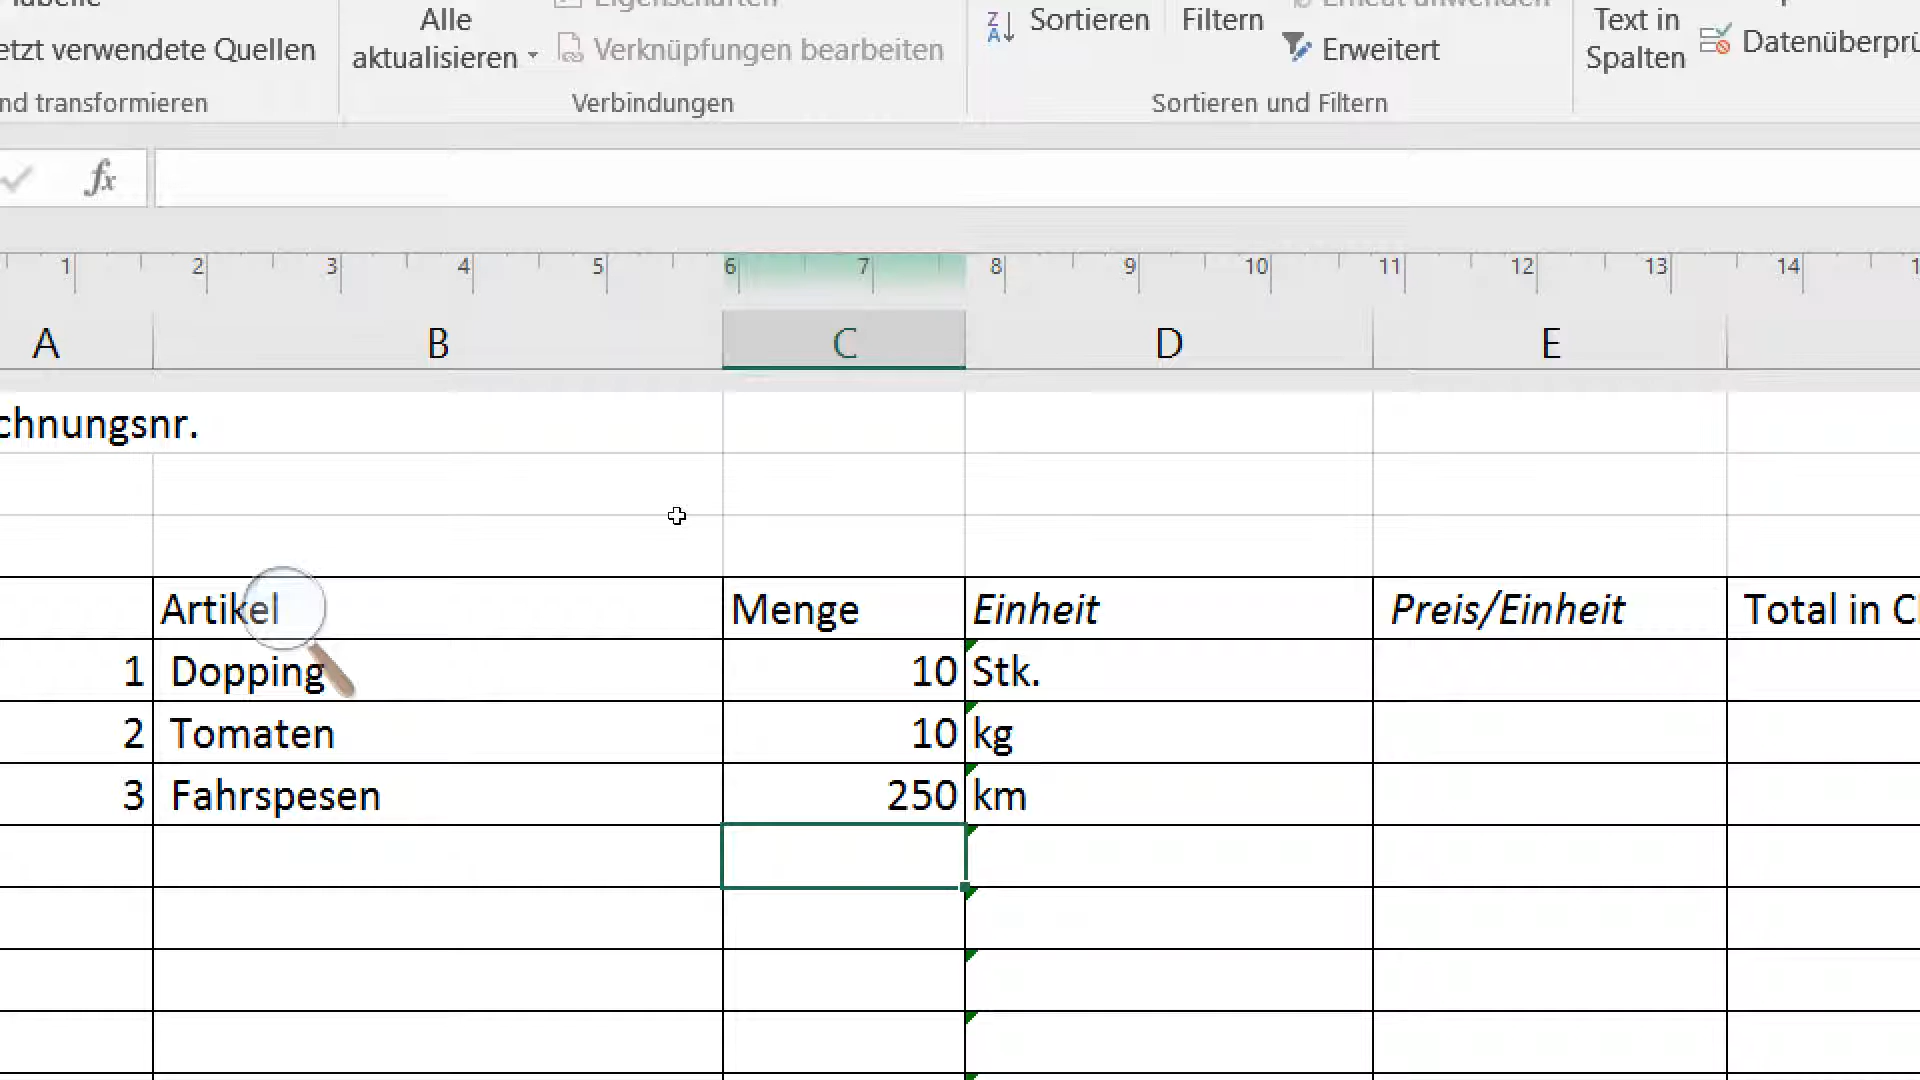 Alle
aktualisieren
Eigenschaften
Verknüpfungen bearbeiten
etzt verwendete Quellen
nd transformieren
Verbindungen
Sortieren
Filtern
Erneut anwenden
Erweitert
Sortieren und Filtern
Text in
Spalten
Datenüberprü
fx
1 2 3 4 5 6 7 8 9 10 11 12 13 14 1
A B C D E
chnungsnr.
Artikel Menge Einheit Preis/Einheit Total in C
1 Dopping 10 Stk.
2 Tomaten 10 kg
3 Fahrspesen 250 km